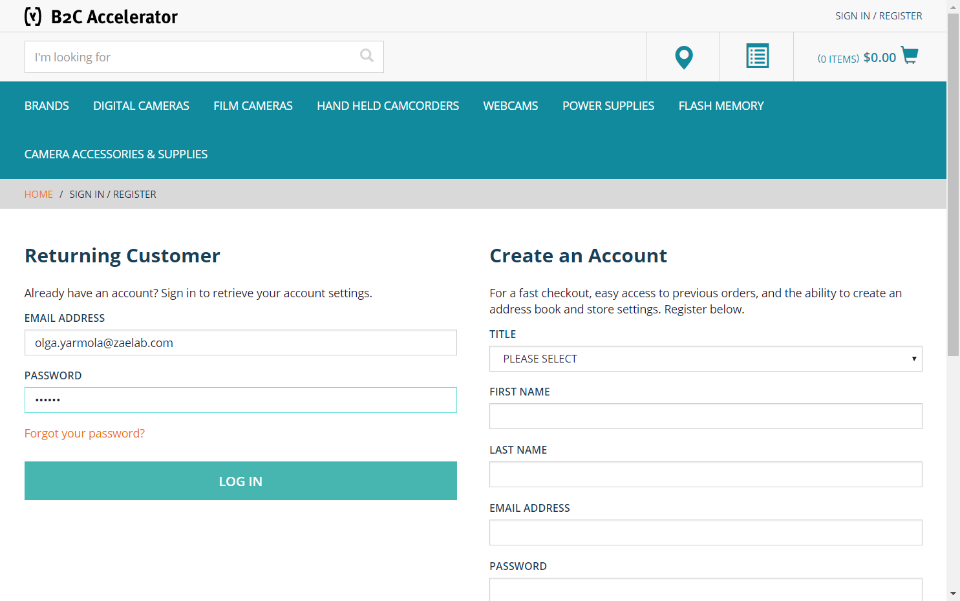 (y) B2C Accelerator
SIGN IN / REGISTER
I'm looking for
(0 ITEMS) $0.00
BRANDS DIGITAL CAMERAS FILM CAMERAS HAND HELD CAMCORDERS WEBCAMS POWER SUPPLIES FLASH MEMORY
CAMERA ACCESSORIES & SUPPLIES
HOME / SIGN IN / REGISTER
Returning Customer
Already have an account? Sign in to retrieve your account settings.
EMAIL ADDRESS
olga.yarmola@zaelab.com
PASSWORD
••••••
Forgot your password?
LOG IN
Create an Account
For a fast checkout, easy access to previous orders, and the ability to create an
address book and store settings. Register below.
TITLE
PLEASE SELECT
FIRST NAME
LAST NAME
EMAIL ADDRESS
PASSWORD